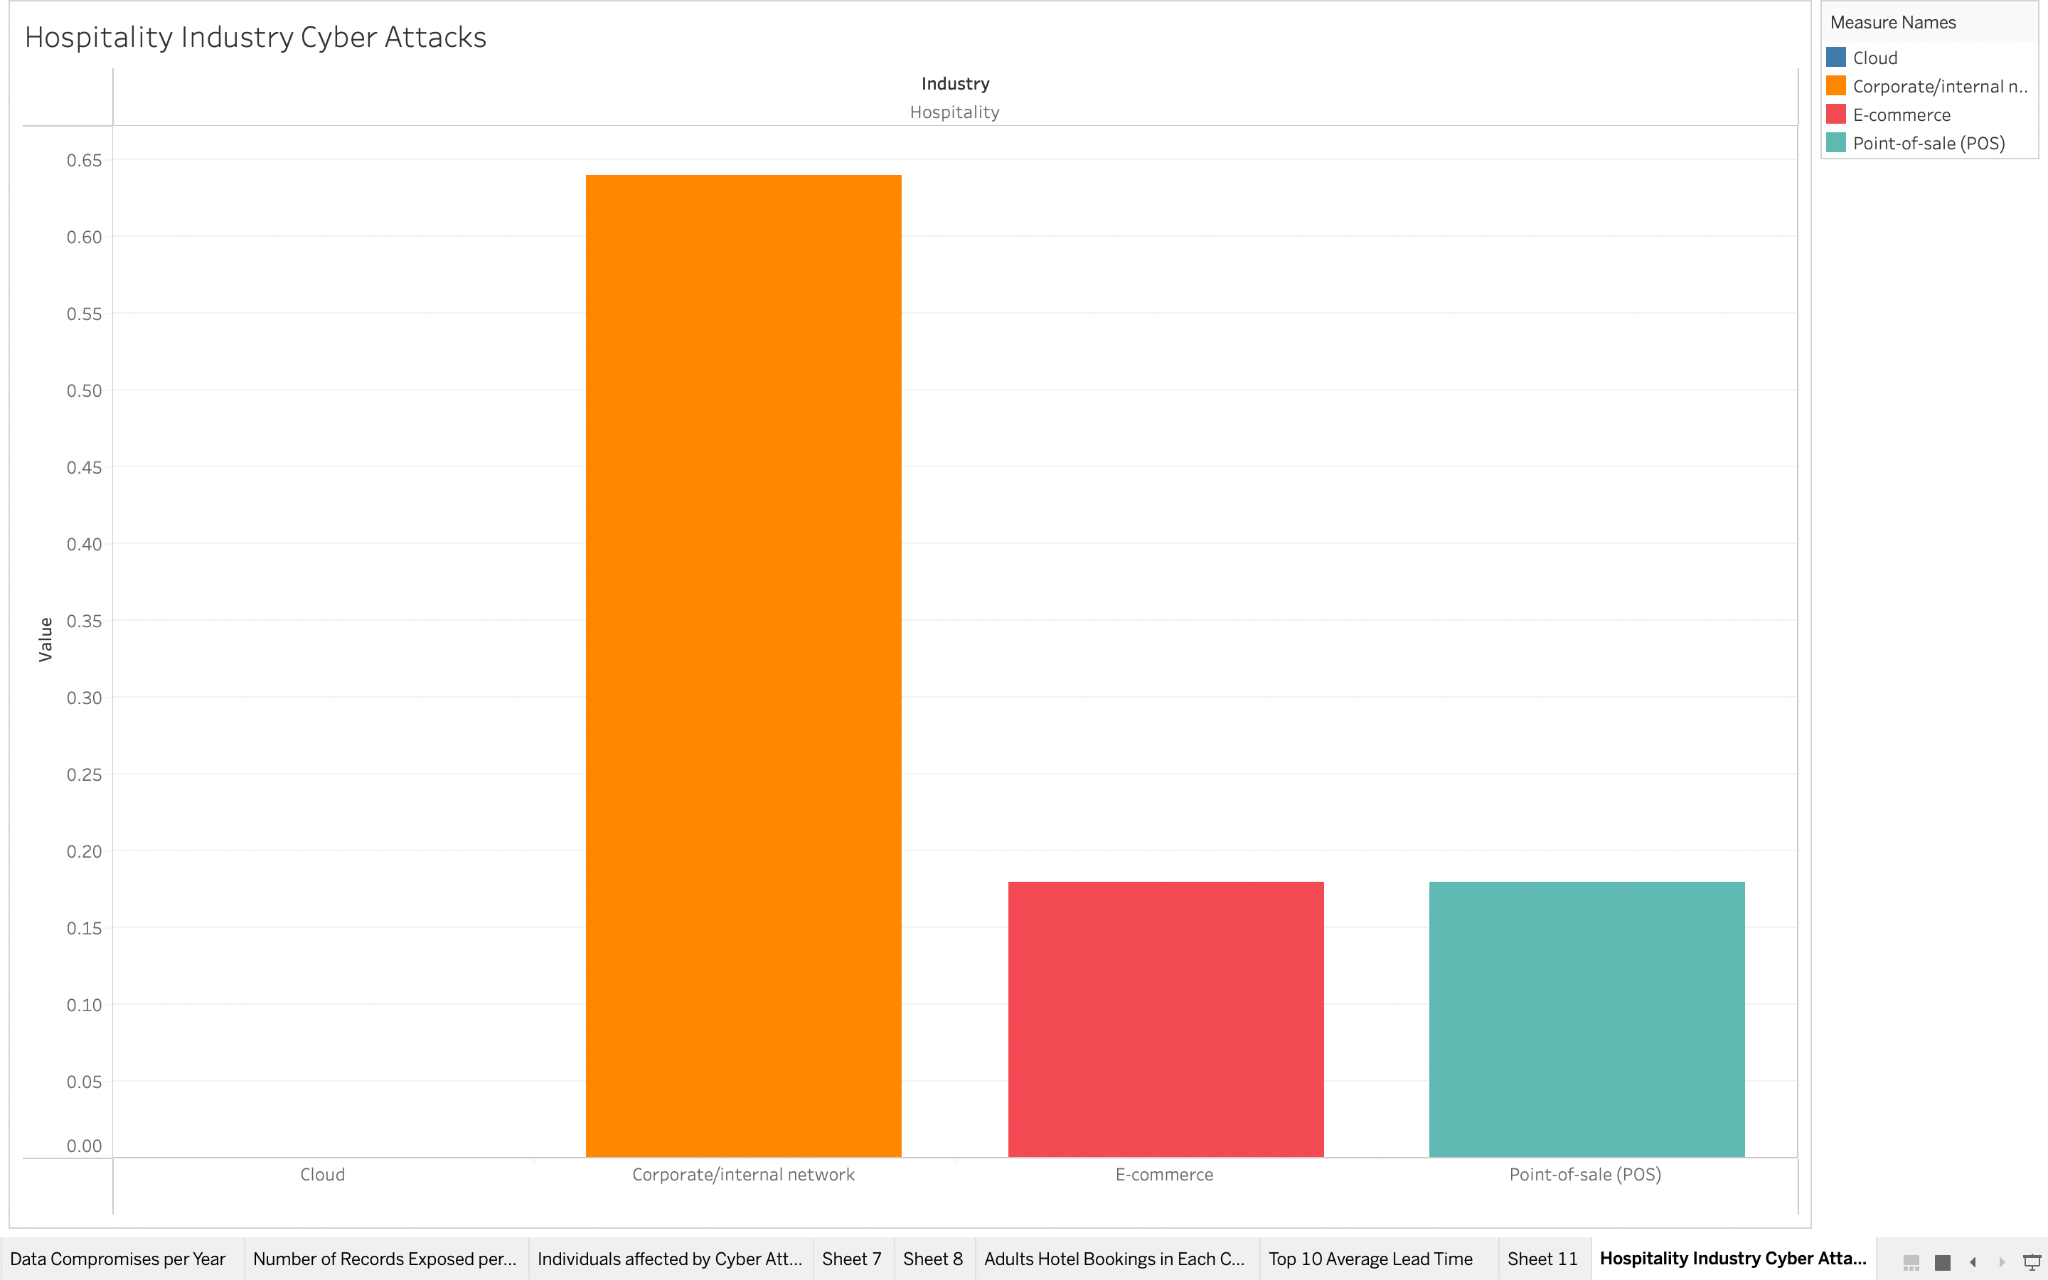 Hospitality Industry Cyber Attacks
Industry
Hospitality
0.65
0.60
0.55
0.50
0.45
0.40
0.35
0.30
0.25
0.20
0.15
0.10
0.05
0.00
Value
Cloud
Corporate/internal network
E-commerce
Point-of-sale (POS)
Measure Names
Cloud
Corporate/internal n..
E-commerce
Point-of-sale (POS)
Data Compromises per Year
Number of Records Exposed per...
Individuals affected by Cyber Att...
Sheet 7
Sheet 8
Adults Hotel Bookings in Each C...
Top 10 Average Lead Time
Sheet 11
Hospitality Industry Cyber Atta...